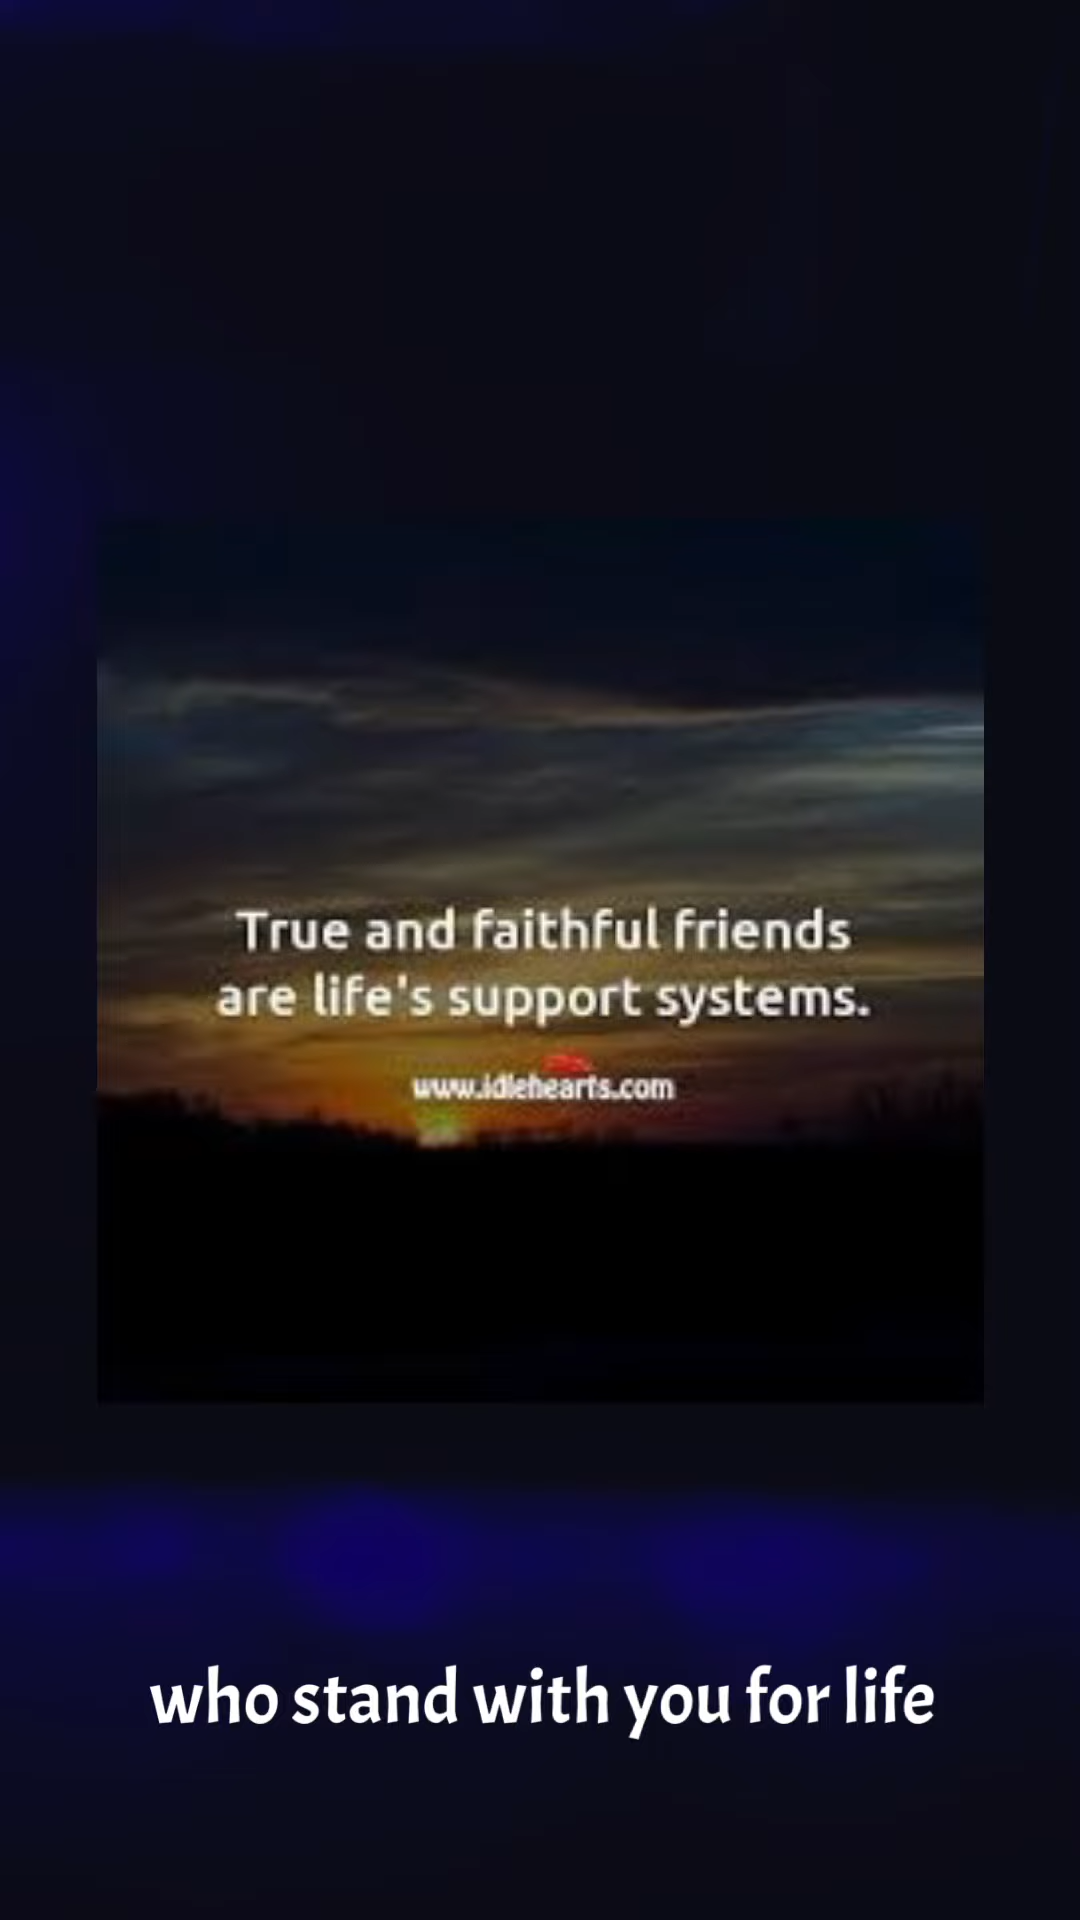 True and faithful friends
are life's support systems.
www.idlehearts.com
who stand with you for life